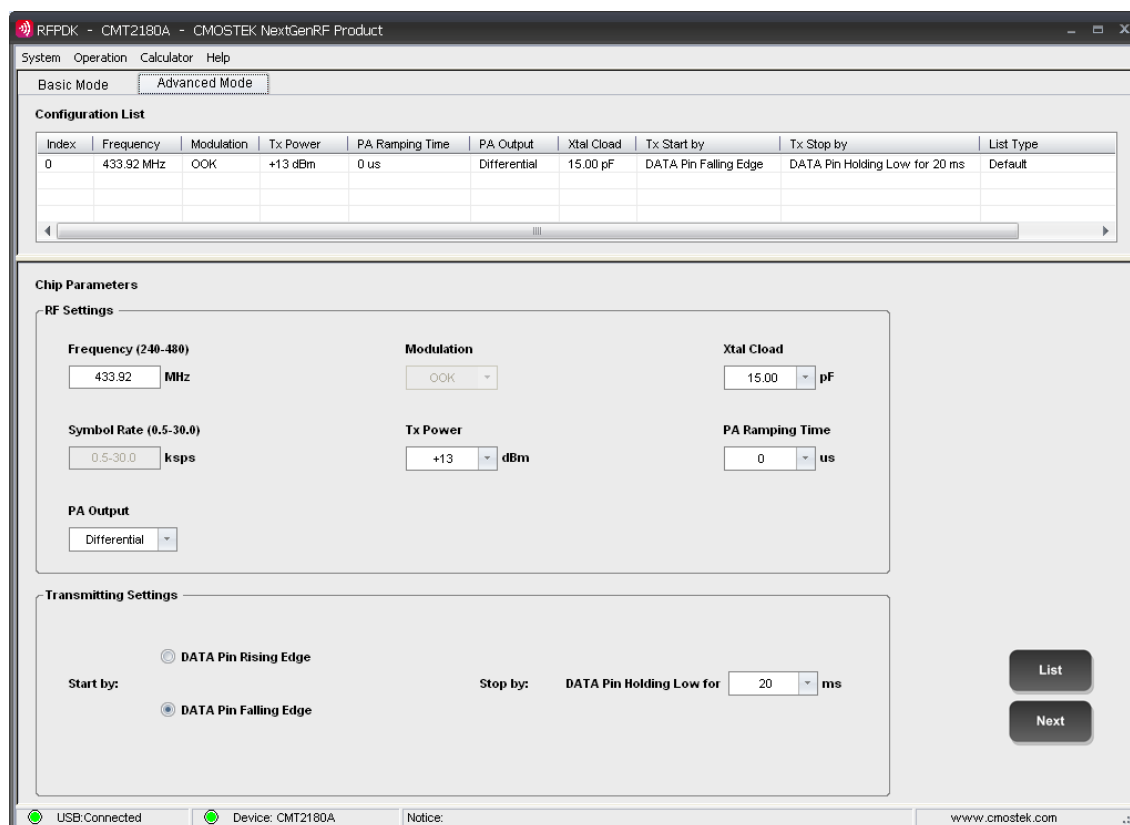 RFPDK - CMT2180A - CMOSTEK NextGenRF Product
System Operation Calculator Help
Basic Mode Advanced Mode
Configuration List
Index Frequency Modulation Tx Power PA Ramping Time PA Output Xtal Cload Tx Start by Tx Stop by List Type
0 433.92 MHz OOK +13 dBm 0 us Differential 15.00 pF DATA Pin Falling Edge DATA Pin Holding Low for 20 ms Default
Chip Parameters
RF Settings
Frequency (240-480) Modulation Xtal Cload
433.92 MHz OOK 15.00 pF
Symbol Rate (0.5-30.0) Tx Power PA Ramping Time
0.5-30.0 ksps +13 dBm 0 us
PA Output
Differential
Transmitting Settings
DATA Pin Rising Edge
Start by: Stop by: DATA Pin Holding Low for 20 ms
DATA Pin Falling Edge
List
Next
USB:Connected Device: CMT2180A Notice: www.cmostek.com